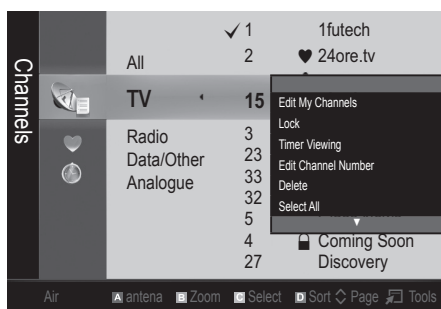 Channels
All
TV
Radio
Data/Other
Analogue
1 1futech
2 24ore.tv
15
3
23
33
32
5
4 Coming Soon
27 Discovery
Edit My Channels
Lock
Timer Viewing
Edit Channel Number
Delete
Select All
Air A antena B Zoom C Select D Sort Page Tools